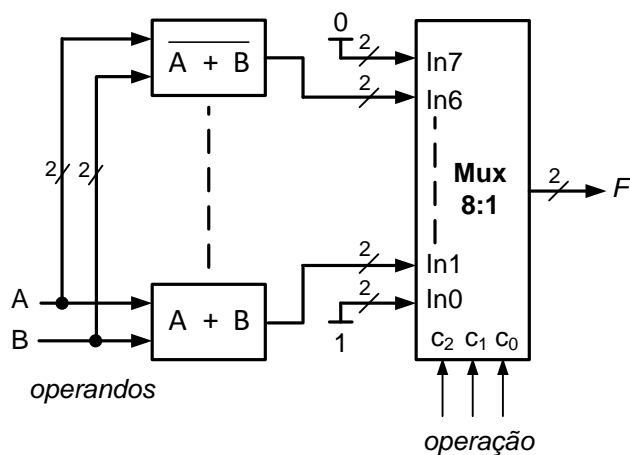 0
2
In7
A + B
2
In6
2
2
Mux
8:1
2
F
2
In1
A
A + B
2
In0
B
1
c₂ c₁ c₀
operandos
operação